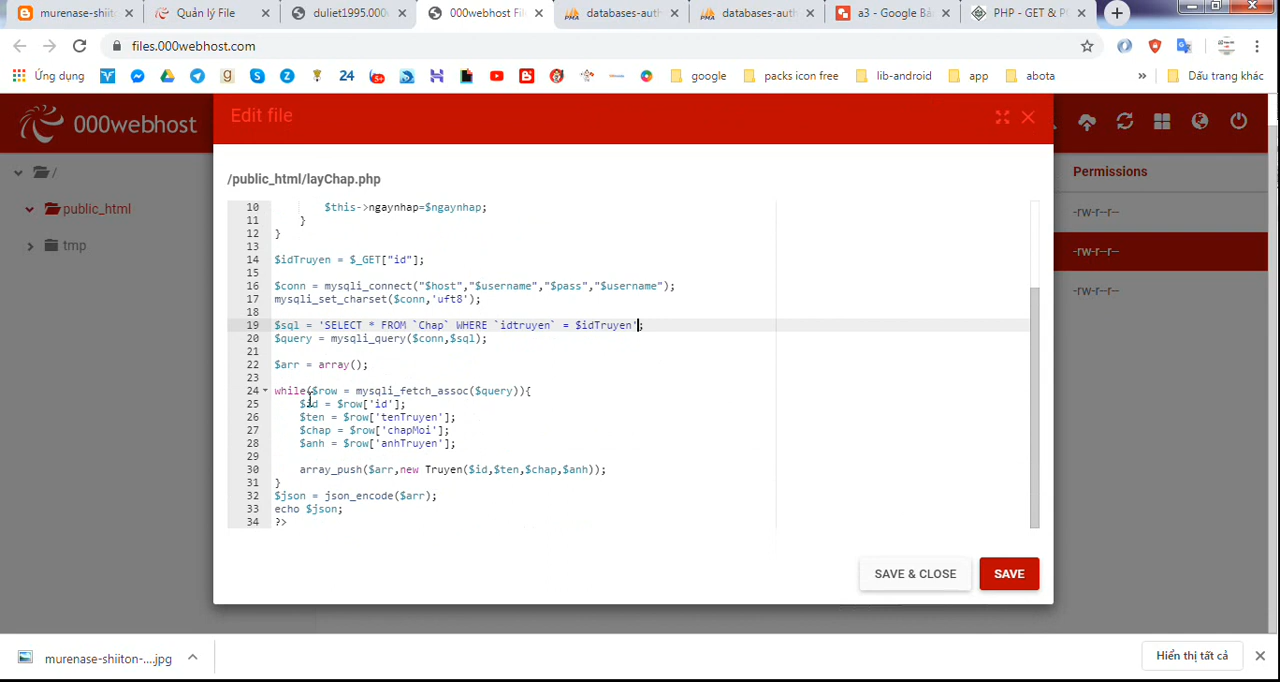 murenase-shiit
Quản lý File
duliet1995.000
000webhost Fil
databases-auth
databases-auth
a3 - Google Bả
PHP - GET & P
files.000webhost.com
Ứng dụng
24
google
packs icon free
lib-android
app
abota
»
Dấu trang khác
000webhost
Edit file
/
public_html
tmp
/public_html/layChap.php
Permissions
-rw-r--r--
-rw-r--r--
-rw-r--r--
10 $this->ngaynhap=$ngaynhap;
11 }
12 }
13
14 $idTruyen = $_GET["id"];
15
16 $conn = mysqli_connect("$host","$username","$pass","$username");
17 mysqli_set_charset($conn,'uft8');
18
19 $sql = 'SELECT * FROM `Chap` WHERE `idtruyen` = $idTruyen';
20 $query = mysqli_query($conn,$sql);
21
22 $arr = array();
23
24 while($row = mysqli_fetch_assoc($query)){
25 $id = $row['id'];
26 $ten = $row['tenTruyen'];
27 $chap = $row['chapMoi'];
28 $anh = $row['anhTruyen'];
29
30 array_push($arr,new Truyen($id,$ten,$chap,$anh));
31 }
32 $json = json_encode($arr);
33 echo $json;
34 ?>
SAVE & CLOSE
SAVE
murenase-shiiton-....jpg
Hiển thị tất cả